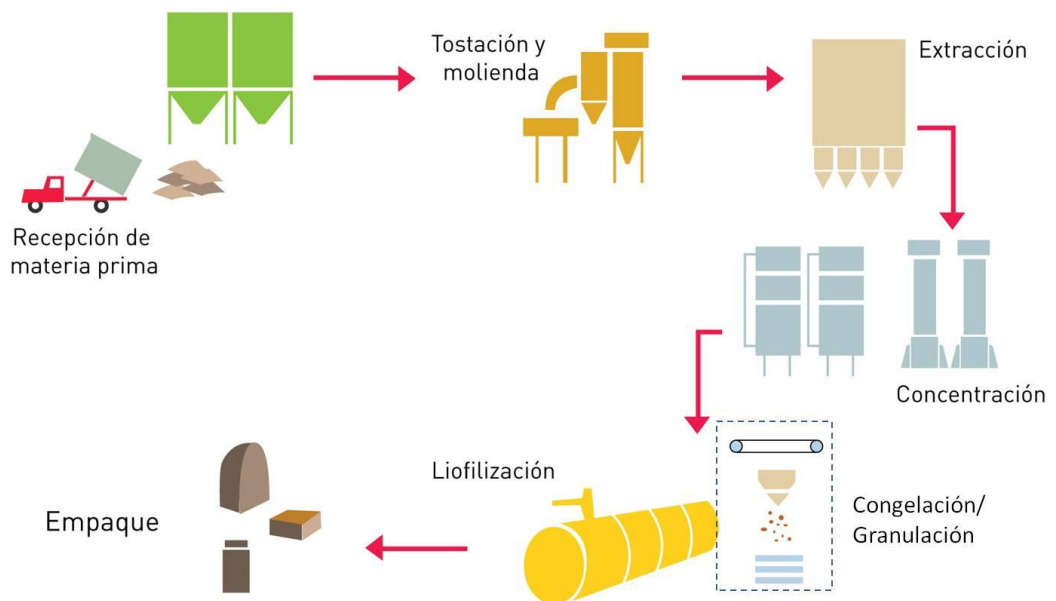 Tostación y
molienda
Extracción
Recepción de
materia prima
Concentración
Liofilización
Congelación/
Granulación
Empaque